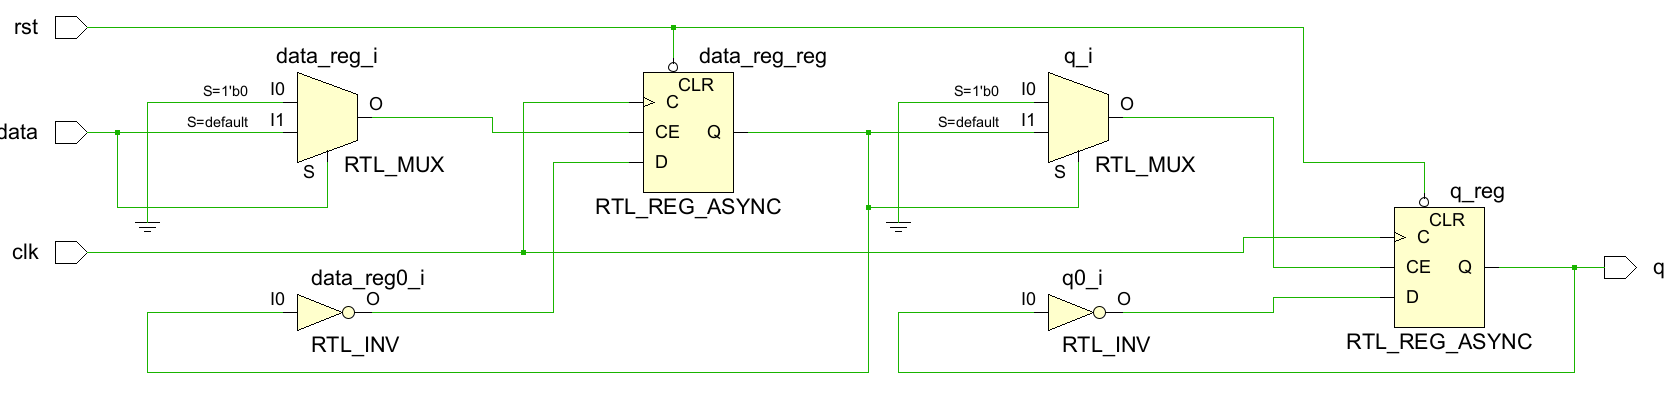 rst
data_reg_i
data_reg_reg
q_i
S=1'b0
I0
CLR
S=1'b0
I0
O
C
O
data
S=default
I1
CE
Q
S=default
I1
D
S
RTL_MUX
S
RTL_MUX
q_reg
RTL_REG_ASYNC
CLR
C
clk
CE
Q
q
data_reg0_i
q0_i
I0
O
I0
O
D
RTL_INV
RTL_INV
RTL_REG_ASYNC